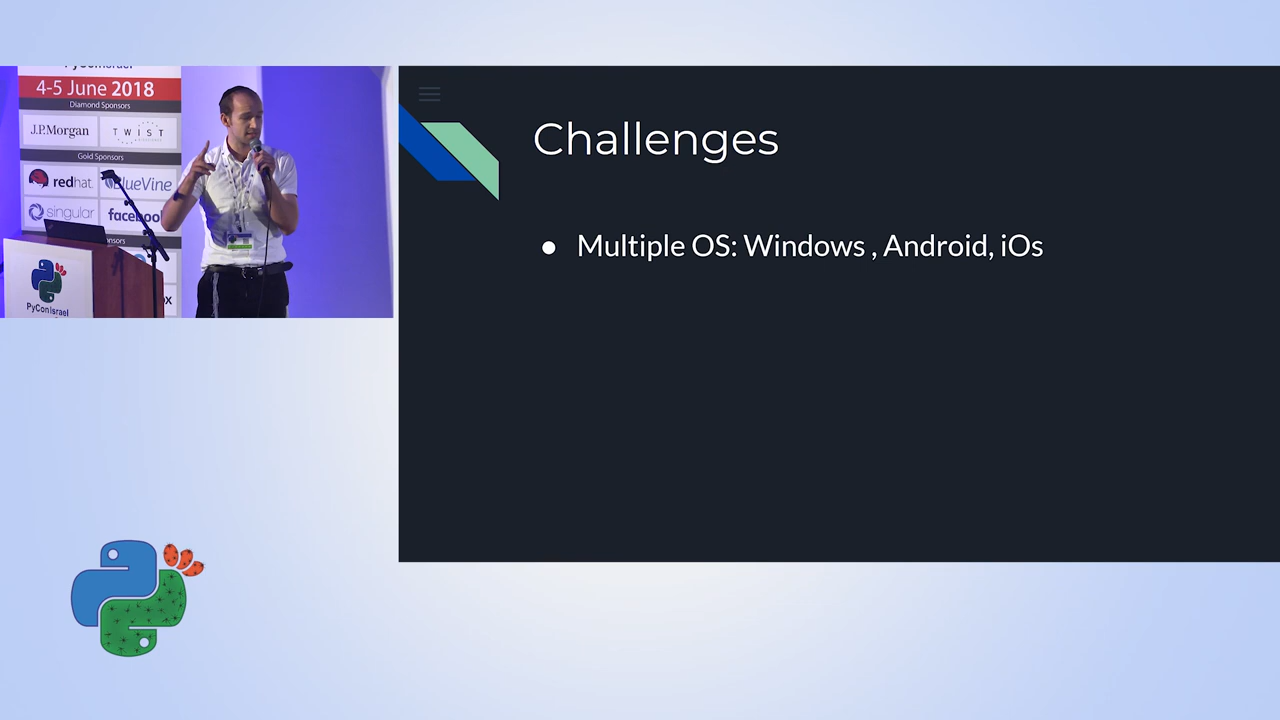 4-5 June 2018
Diamond Sponsors
J.P.Morgan
TWIST
Gold Sponsors
redhat.
BlueVine
singular
facebook
PyConIsrael
Challenges
● Multiple OS: Windows , Android, iOs